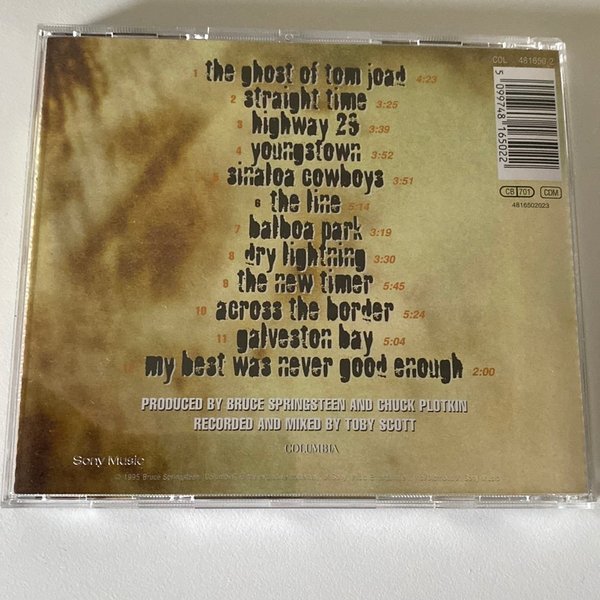 COL 481650 2
5 099748 165022
CB 701 CDM
4816502023
1 the ghost of tom joad 4:23
2 straight time 3:25
3 highway 29 3:39
4 youngstown 3:52
5 sinaloa cowboys 3:51
6 the line 5:14
7 balboa park 3:19
8 dry lightning 3:30
9 the new timer 5:45
10 across the border 5:24
11 galveston bay 5:04
12 my best was never good enough 2:00
PRODUCED BY BRUCE SPRINGSTEEN AND CHUCK PLOTKIN
RECORDED AND MIXED BY TOBY SCOTT
COLUMBIA
Sony Music
© 1995 Bruce Springsteen